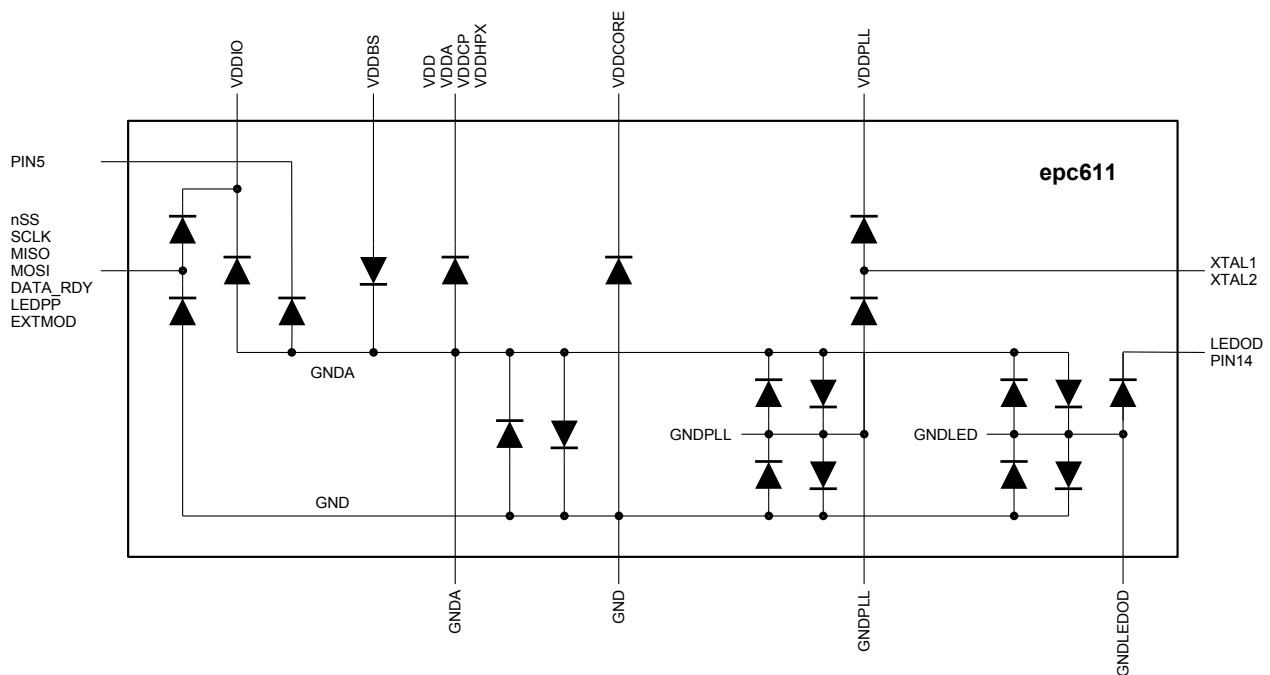 VDDIO
VDDBS
VDD
VDDA
VDDCP
VDDHPX
VDDCORE
VDDPLL
PIN5
epc611
nSS
SCLK
MISO
MOSI
DATA_RDY
LEDPP
EXTMOD
XTAL1
XTAL2
LEDOD
PIN14
GNDA
GNDPLL
GNDLED
GND
GNDA
GND
GNDPLL
GNDLEDOD